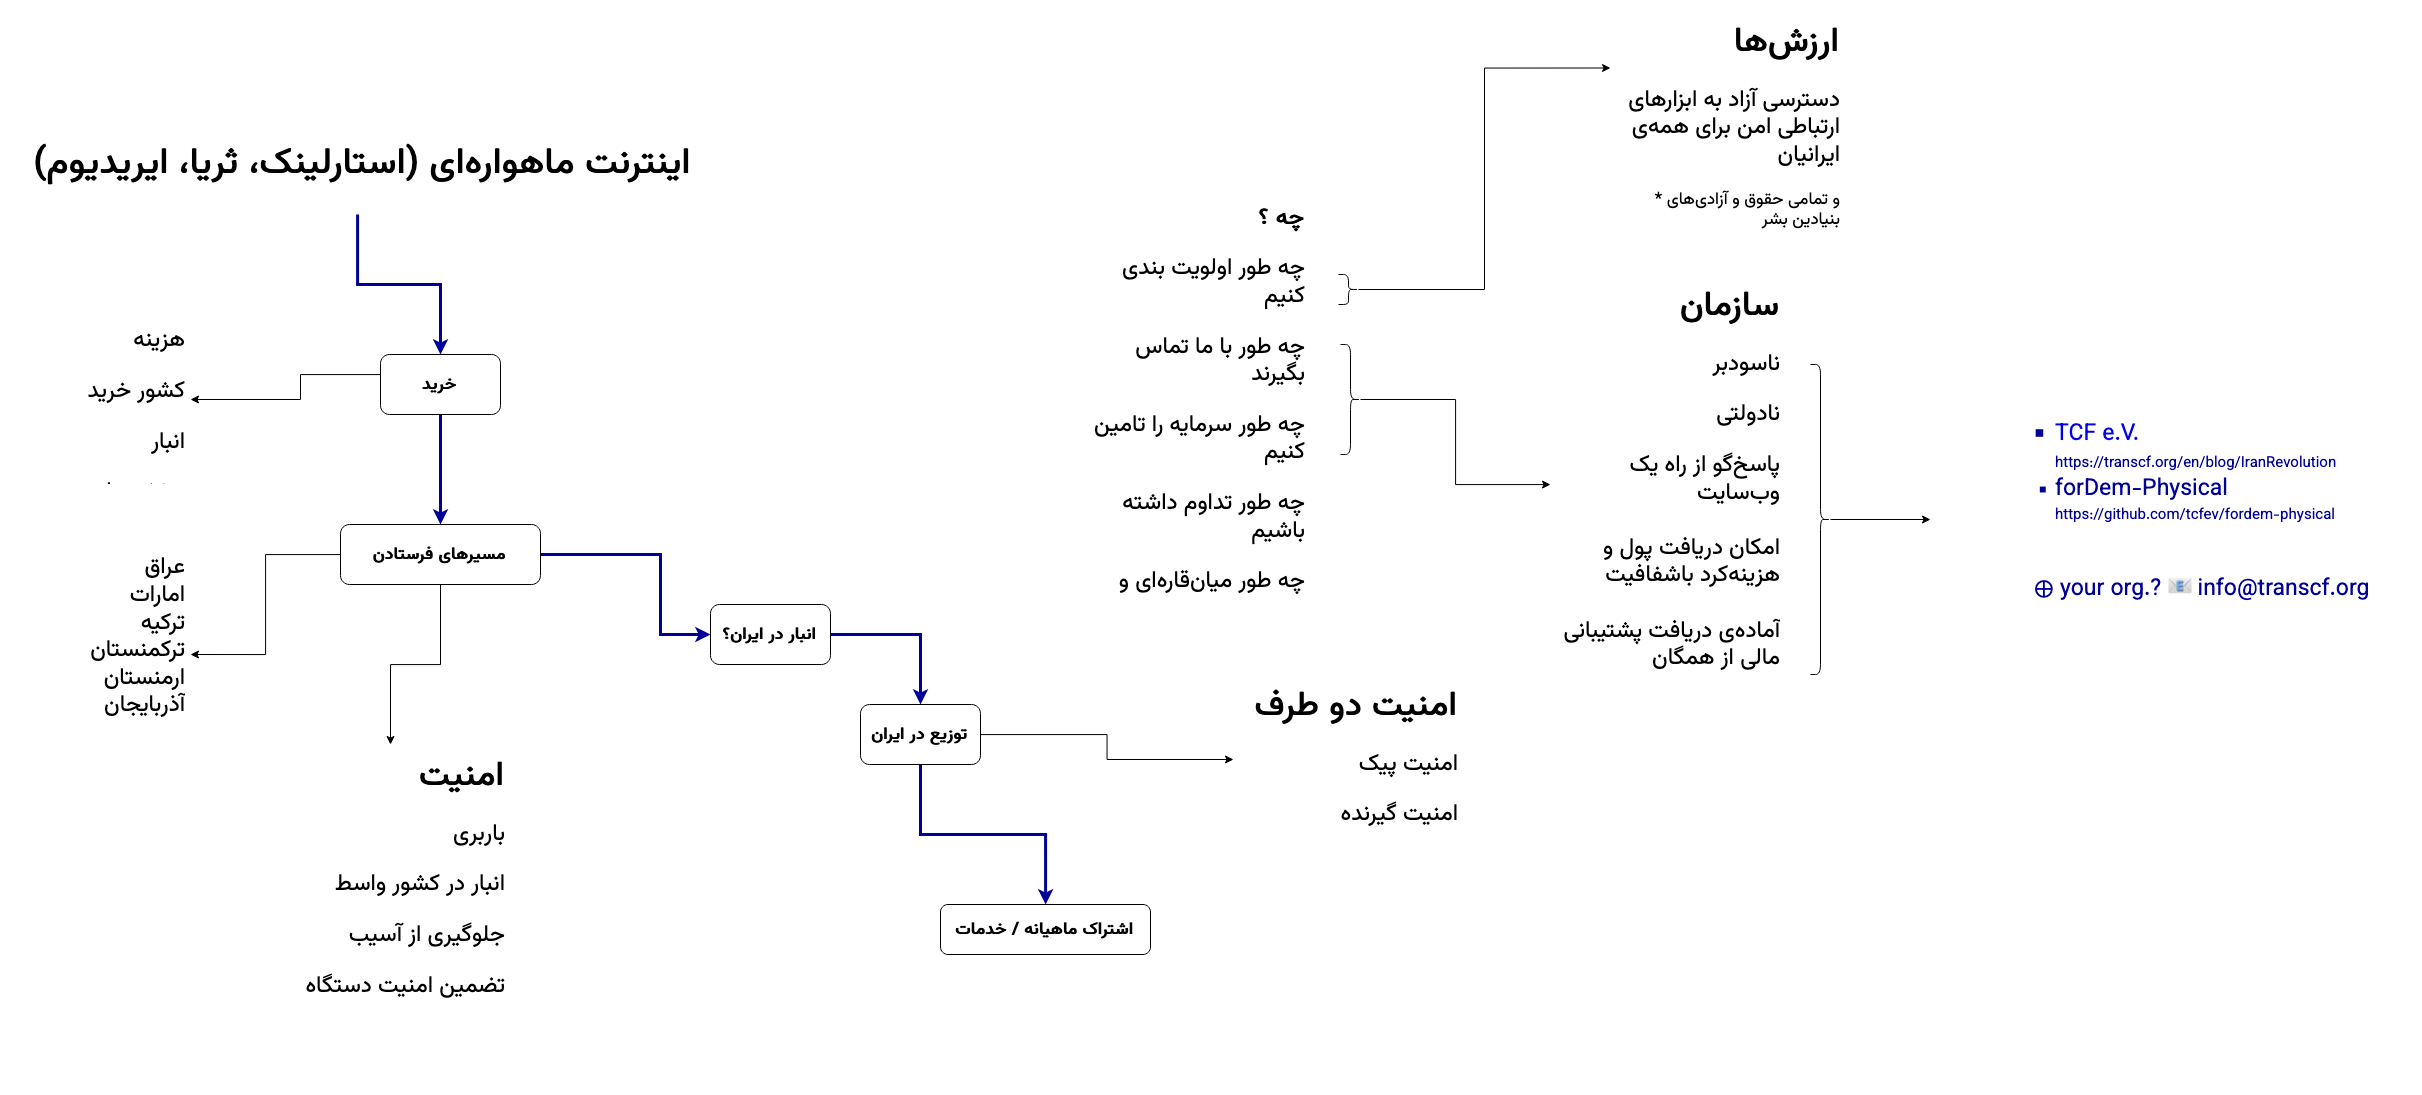 اینترنت ماهواره‌ای (استارلینک، ثریا، ایریدیوم)
خرید
هزینه
کشور خرید
انبار
مسیرهای فرستادن
عراق
امارات
ترکیه
ترکمنستان
ارمنستان
آذربایجان
امنیت
باربری
انبار در کشور واسط
جلوگیری از آسیب
تضمین امنیت دستگاه
انبار در ایران؟
توزیع در ایران
امنیت دو طرف
امنیت پیک
امنیت گیرنده
اشتراک ماهیانه / خدمات
چه ؟
چه طور اولویت بندی
کنیم
چه طور با ما تماس
بگیرند
چه طور سرمایه را تامین
کنیم
چه طور تداوم داشته
باشیم
چه طور میان‌قاره‌ای و
ارزش‌ها
دسترسی آزاد به ابزارهای
ارتباطی امن برای همه‌ی
ایرانیان
و تمامی حقوق و آزادی‌های *
بنیادین بشر
سازمان
ناسودبر
نادولتی
پاسخ‌گو از راه یک
وب‌سایت
امکان دریافت پول و
هزینه‌کرد باشفافیت
آماده‌ی دریافت پشتیبانی
مالی از همگان
TCF e.V.
https://transcf.org/en/blog/IranRevolution
forDem-Physical
https://github.com/tcfev/fordem-physical
⊕ your org.? 📧 info@transcf.org